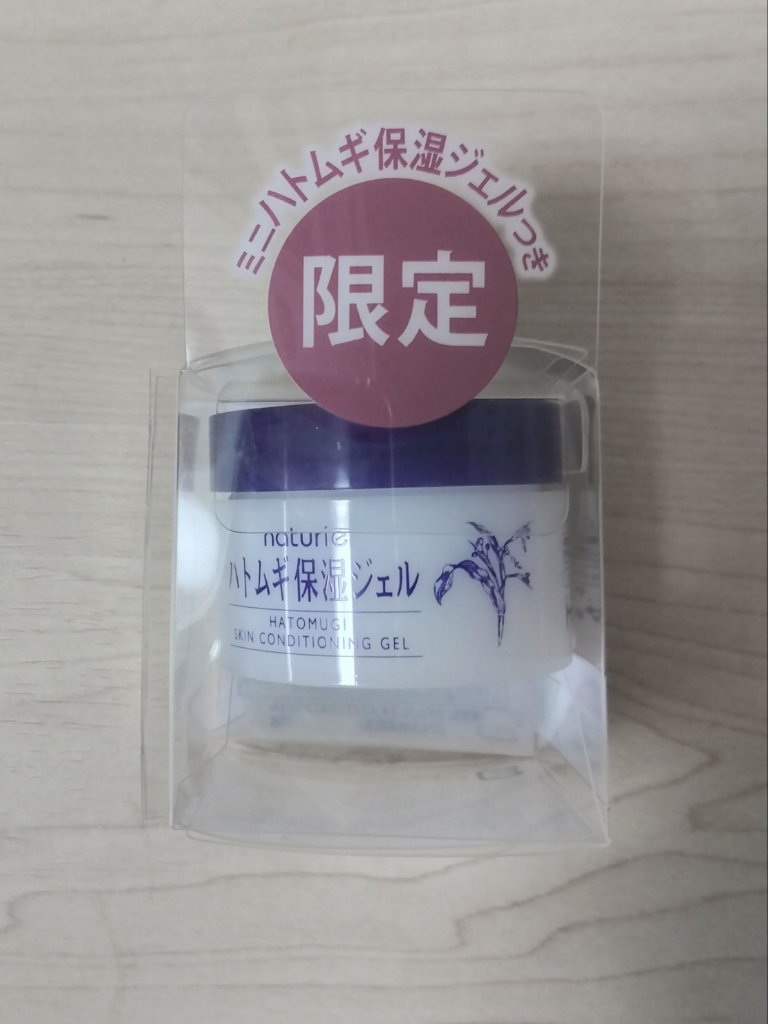 ミニハトムギ保湿ジェルつき
限定
naturie
ハトムギ保湿ジェル
HATOMUGI
SKIN CONDITIONING GEL